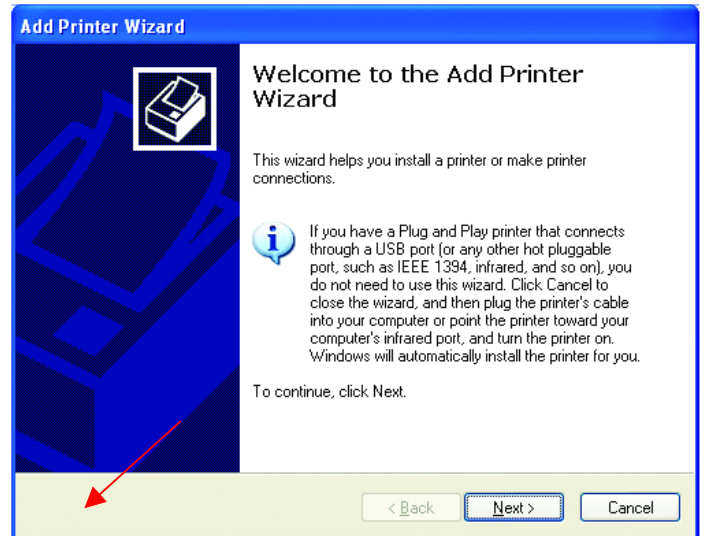 Add Printer Wizard
Welcome to the Add Printer
Wizard
This wizard helps you install a printer or make printer
connections.
If you have a Plug and Play printer that connects
through a USB port (or any other hot pluggable
port, such as IEEE 1394, infrared, and so on), you
do not need to use this wizard. Click Cancel to
close the wizard, and then plug the printer's cable
into your computer or point the printer toward your
computer's infrared port, and turn the printer on.
Windows will automatically install the printer for you.
To continue, click Next.
< Back Next > Cancel